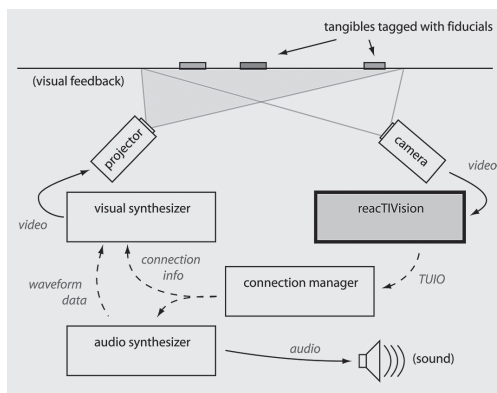 tangibles tagged with fiducials
(visual feedback)
projector
camera
video
visual synthesizer
reacTIVision
video
connection
info
TUIO
waveform
data
connection manager
audio synthesizer
audio
(sound)